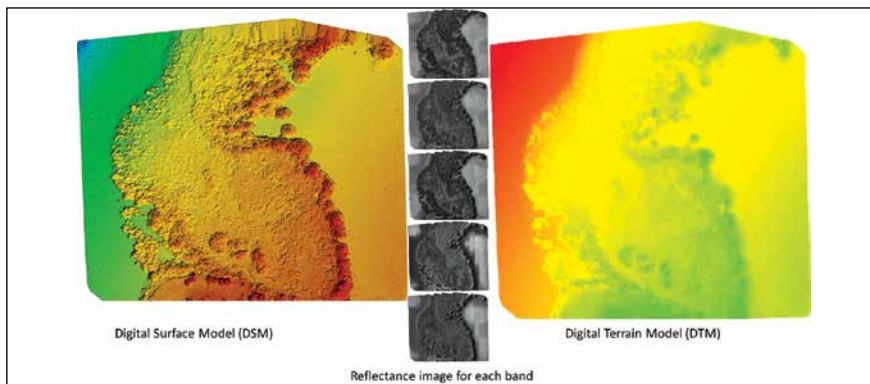 Digital Surface Model (DSM)
Digital Terrain Model (DTM)
Reflectance image for each band